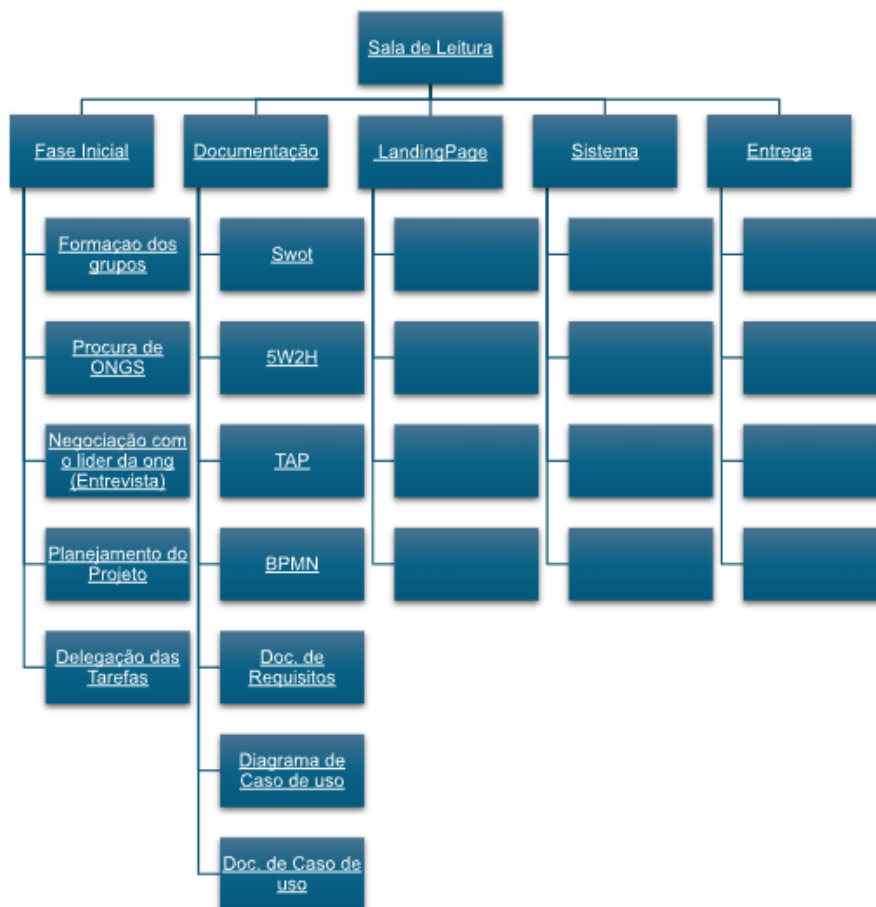 Sala de Leitura
Fase Inicial
Documentação
LandingPage
Sistema
Entrega
Formaçao dos
grupos
Procura de
ONGS
Negociação com
o lider da ong
(Entrevista)
Planejamento do
Projeto
Delegação das
Tarefas
Swot
5W2H
TAP
BPMN
Doc. de
Requisitos
Diagrama de
Caso de uso
Doc. de Caso de
uso